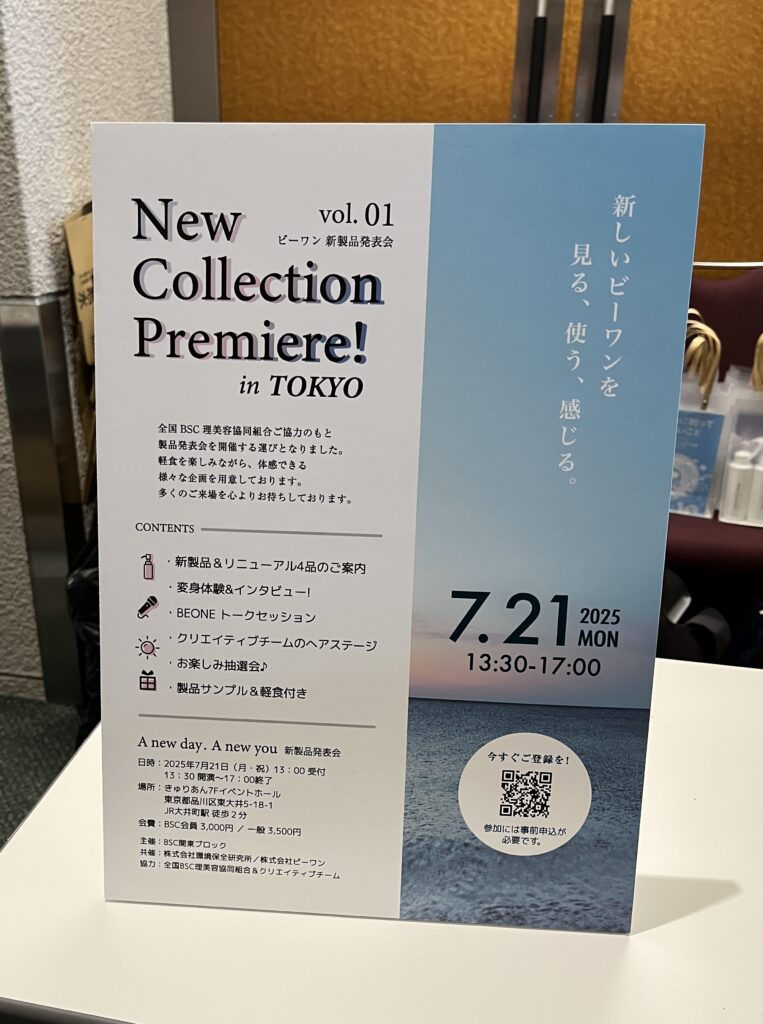 New
Collection
Premiere!
vol. 01
ビーワン 新製品発表会
in TOKYO
全国 BSC 理美容協同組合ご協力のもと
製品発表会を開催する運びとなりました。
軽食を楽しみながら、体感できる
様々な企画を用意しております。
多くのご来場を心よりお待ちしております。
CONTENTS
・新製品＆リニューアル4品のご案内
・変身体験&インタビュー!
・BEONE トークセッション
・クリエイティブチームのヘアステージ
・お楽しみ抽選会♪
・製品サンプル＆軽食付き
A new day. A new you 新製品発表会
日時：2025年7月21日（月・祝）13：00 受付
13：30 開演〜17：00終了
場所：きゅりあん7Fイベントホール
東京都品川区東大井5-18-1
JR大井町駅 徒歩２分
会費：BSC会員 3,000円 ／ 一般 3,500円
主催：BSC関東ブロック
共催：株式会社環境保全研究所／株式会社ビーワン
協力：全国BSC理美容協同組合＆クリエイティブチーム
新しいビーワンを
見る、使う、感じる。
7.21 2025
MON
13:30-17:00
今すぐご登録を!
参加には事前申込が
必要です。